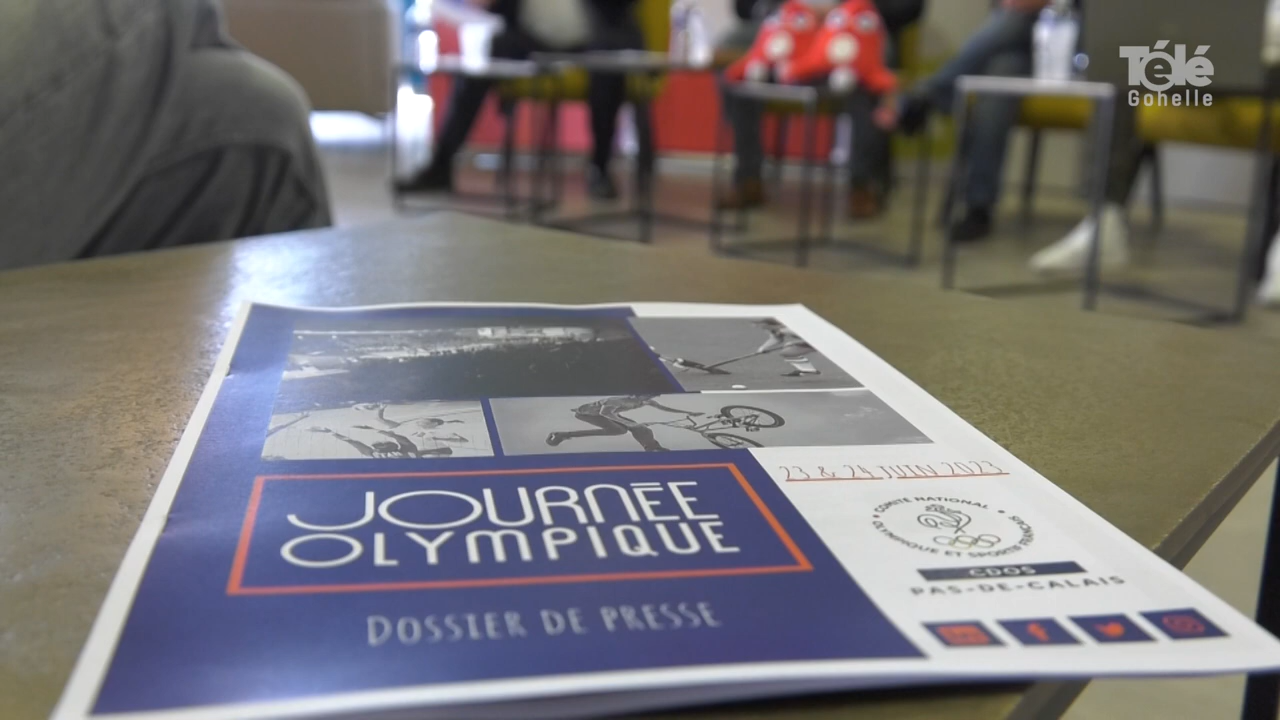 Télé
Gohelle
23 & 24 JUIN 2023
JOURNÉE
OLYMPIQUE
DOSSIER DE PRESSE
COMITÉ NATIONAL
OLYMPIQUE ET SPORTIF FRANÇAIS
CDOS
PAS-DE-CALAIS